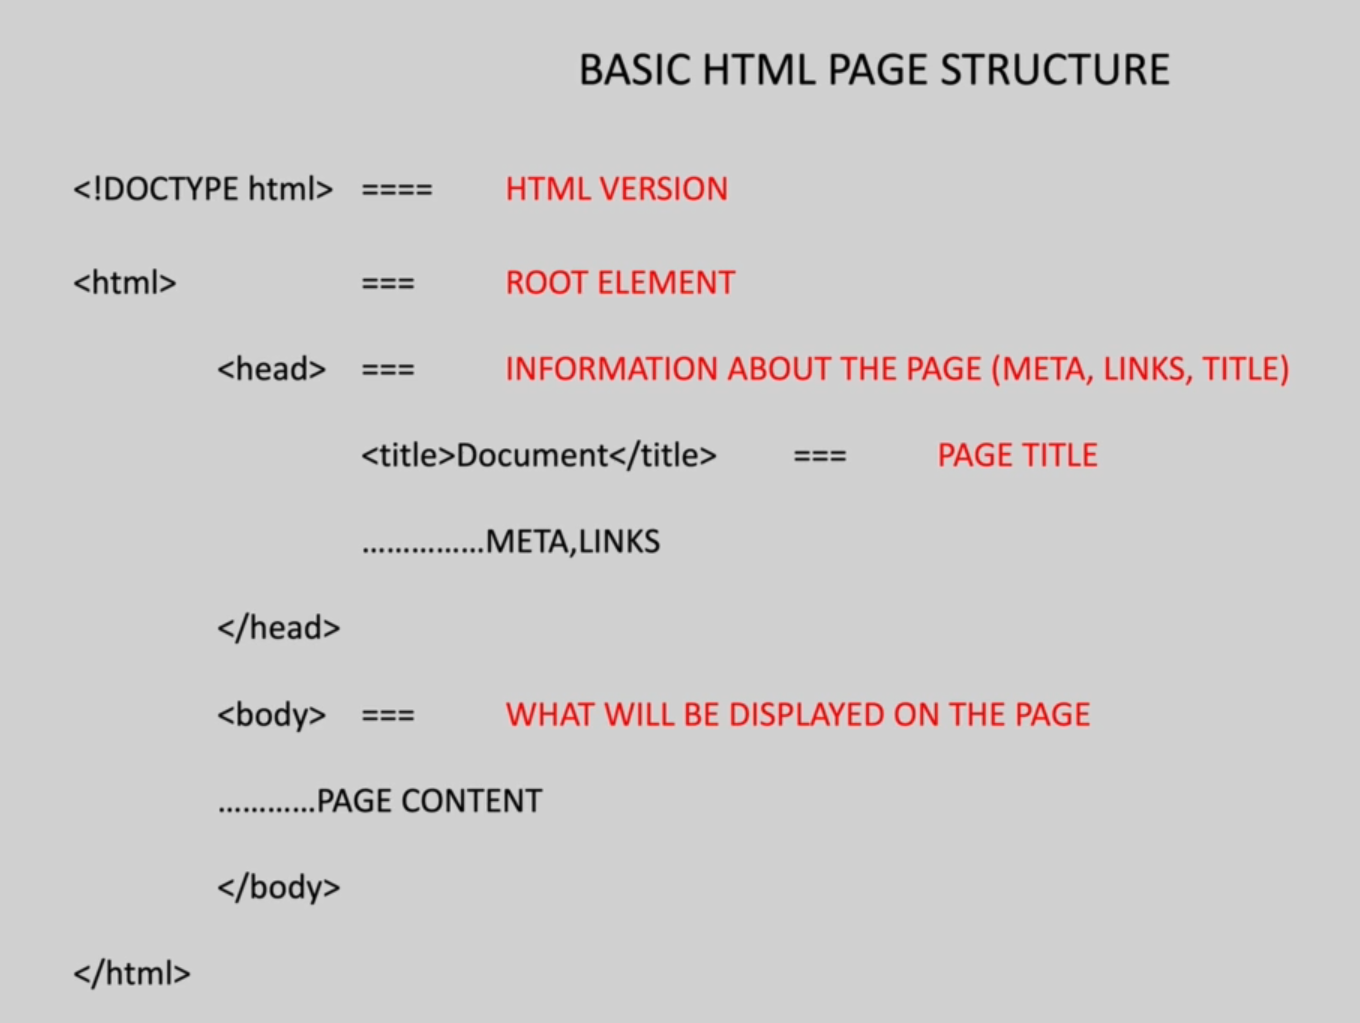 BASIC HTML PAGE STRUCTURE
<!DOCTYPE html> ==== HTML VERSION
<html> === ROOT ELEMENT
<head> === INFORMATION ABOUT THE PAGE (META, LINKS, TITLE)
<title>Document</title> === PAGE TITLE
...............META,LINKS
</head>
<body> === WHAT WILL BE DISPLAYED ON THE PAGE
............PAGE CONTENT
</body>
</html>